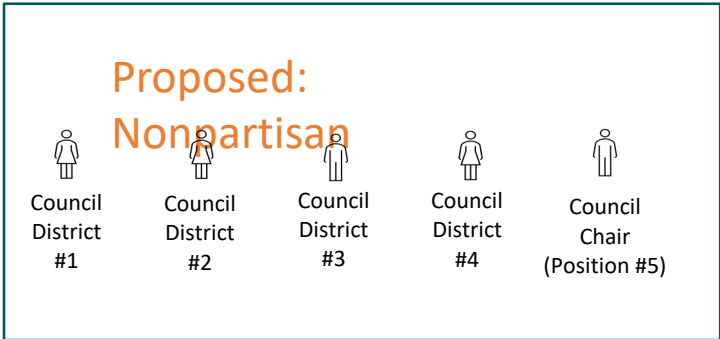 Proposed:
Nonpartisan
Council
District
#1
Council
District
#2
Council
District
#3
Council
District
#4
Council
Chair
(Position #5)